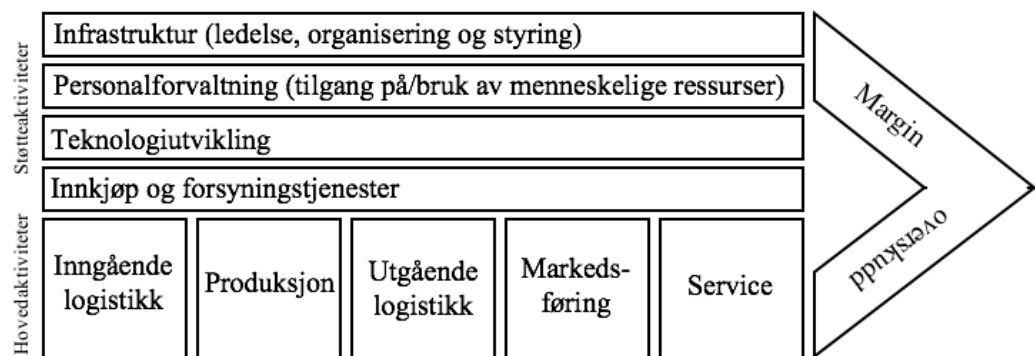 Støtteaktiviteter
Infrastruktur (ledelse, organisering og styring)
Personalforvaltning (tilgang på/bruk av menneskelige ressurser)
Teknologiutvikling
Innkjøp og forsyningstjenester
Hovedaktiviteter
Inngående
logistikk
Produksjon
Utgående
logistikk
Markeds-
føring
Service
Margin
overskudd